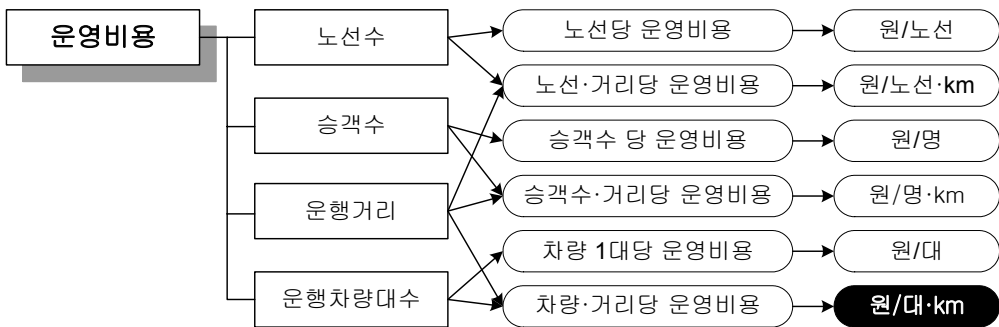 운영비용
노선수
노선당 운영비용
원/노선
노선·거리당 운영비용
원/노선·km
승객수
승객수 당 운영비용
원/명
운행거리
승객수·거리당 운영비용
원/명·km
차량 1대당 운영비용
원/대
운행차량대수
차량·거리당 운영비용
원/대·km